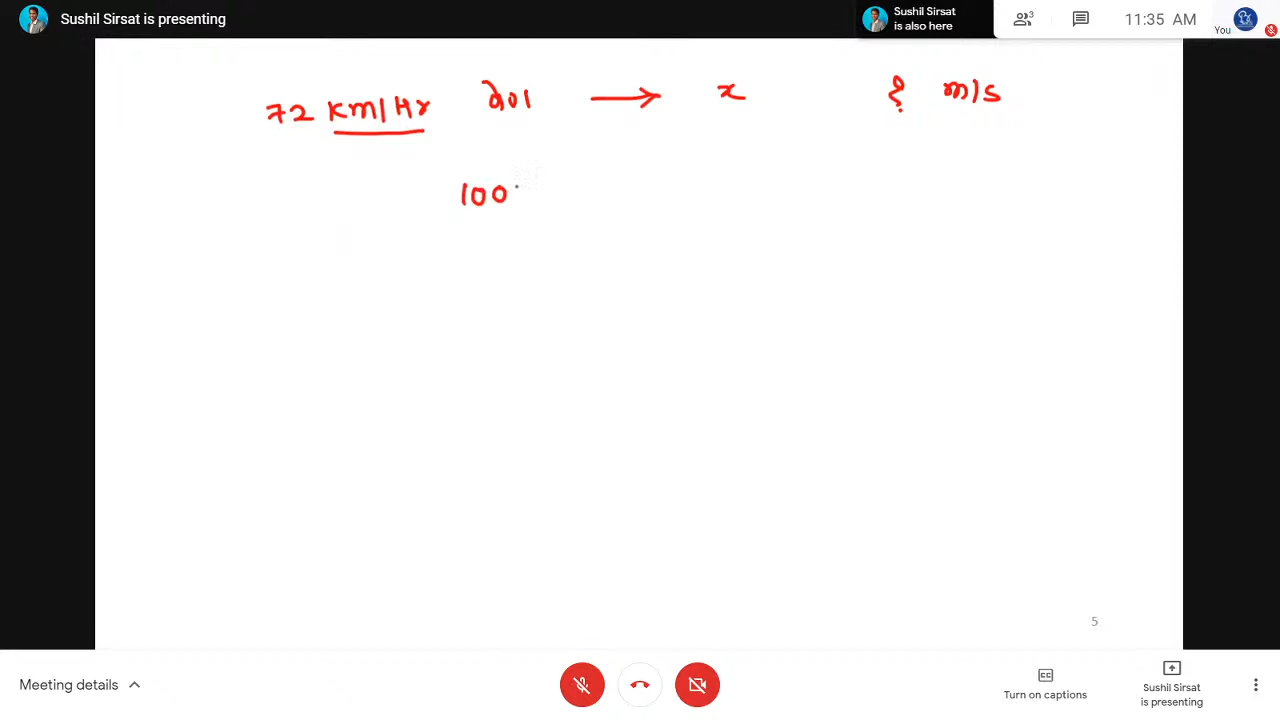 Sushil Sirsat is presenting
Sushil Sirsat
is also here
3
11:35 AM
You
72 Km/Hr वेग → x ? m/s
100
5
Meeting details
Turn on captions
Sushil Sirsat
is presenting